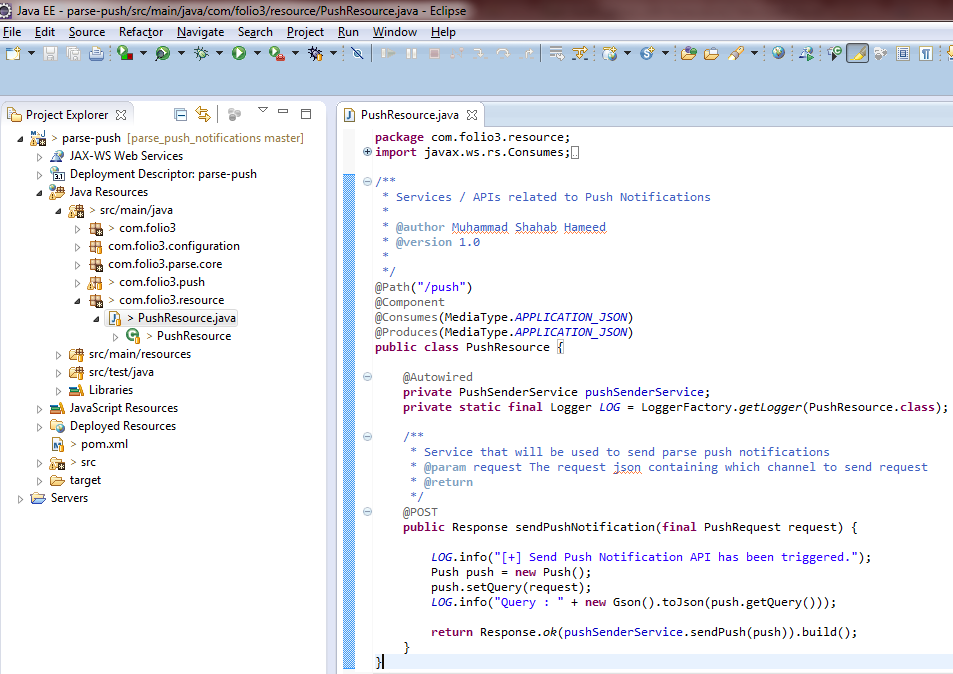 Java EE - parse-push/src/main/java/com/folio3/resource/PushResource.java - Eclipse
File Edit Source Refactor Navigate Search Project Run Window Help
Project Explorer
> parse-push [parse_push_notifications master]
JAX-WS Web Services
3.1 Deployment Descriptor: parse-push
Java Resources
> src/main/java
> com.folio3
com.folio3.configuration
com.folio3.parse.core
> com.folio3.push
> com.folio3.resource
> PushResource.java
> PushResource
src/main/resources
src/test/java
Libraries
JavaScript Resources
Deployed Resources
> pom.xml
> src
target
Servers
PushResource.java
package com.folio3.resource;
import javax.ws.rs.Consumes;
/**
* Services / APIs related to Push Notifications
*
* @author Muhammad Shahab Hameed
* @version 1.0
*
*/
@Path("/push")
@Component
@Consumes(MediaType.APPLICATION_JSON)
@Produces(MediaType.APPLICATION_JSON)
public class PushResource {
@Autowired
private PushSenderService pushSenderService;
private static final Logger LOG = LoggerFactory.getLogger(PushResource.class);
/**
* Service that will be used to send parse push notifications
* @param request The request json containing which channel to send request
* @return
*/
@POST
public Response sendPushNotification(final PushRequest request) {
LOG.info("[+] Send Push Notification API has been triggered.");
Push push = new Push();
push.setQuery(request);
LOG.info("Query : " + new Gson().toJson(push.getQuery()));
return Response.ok(pushSenderService.sendPush(push)).build();
}
}